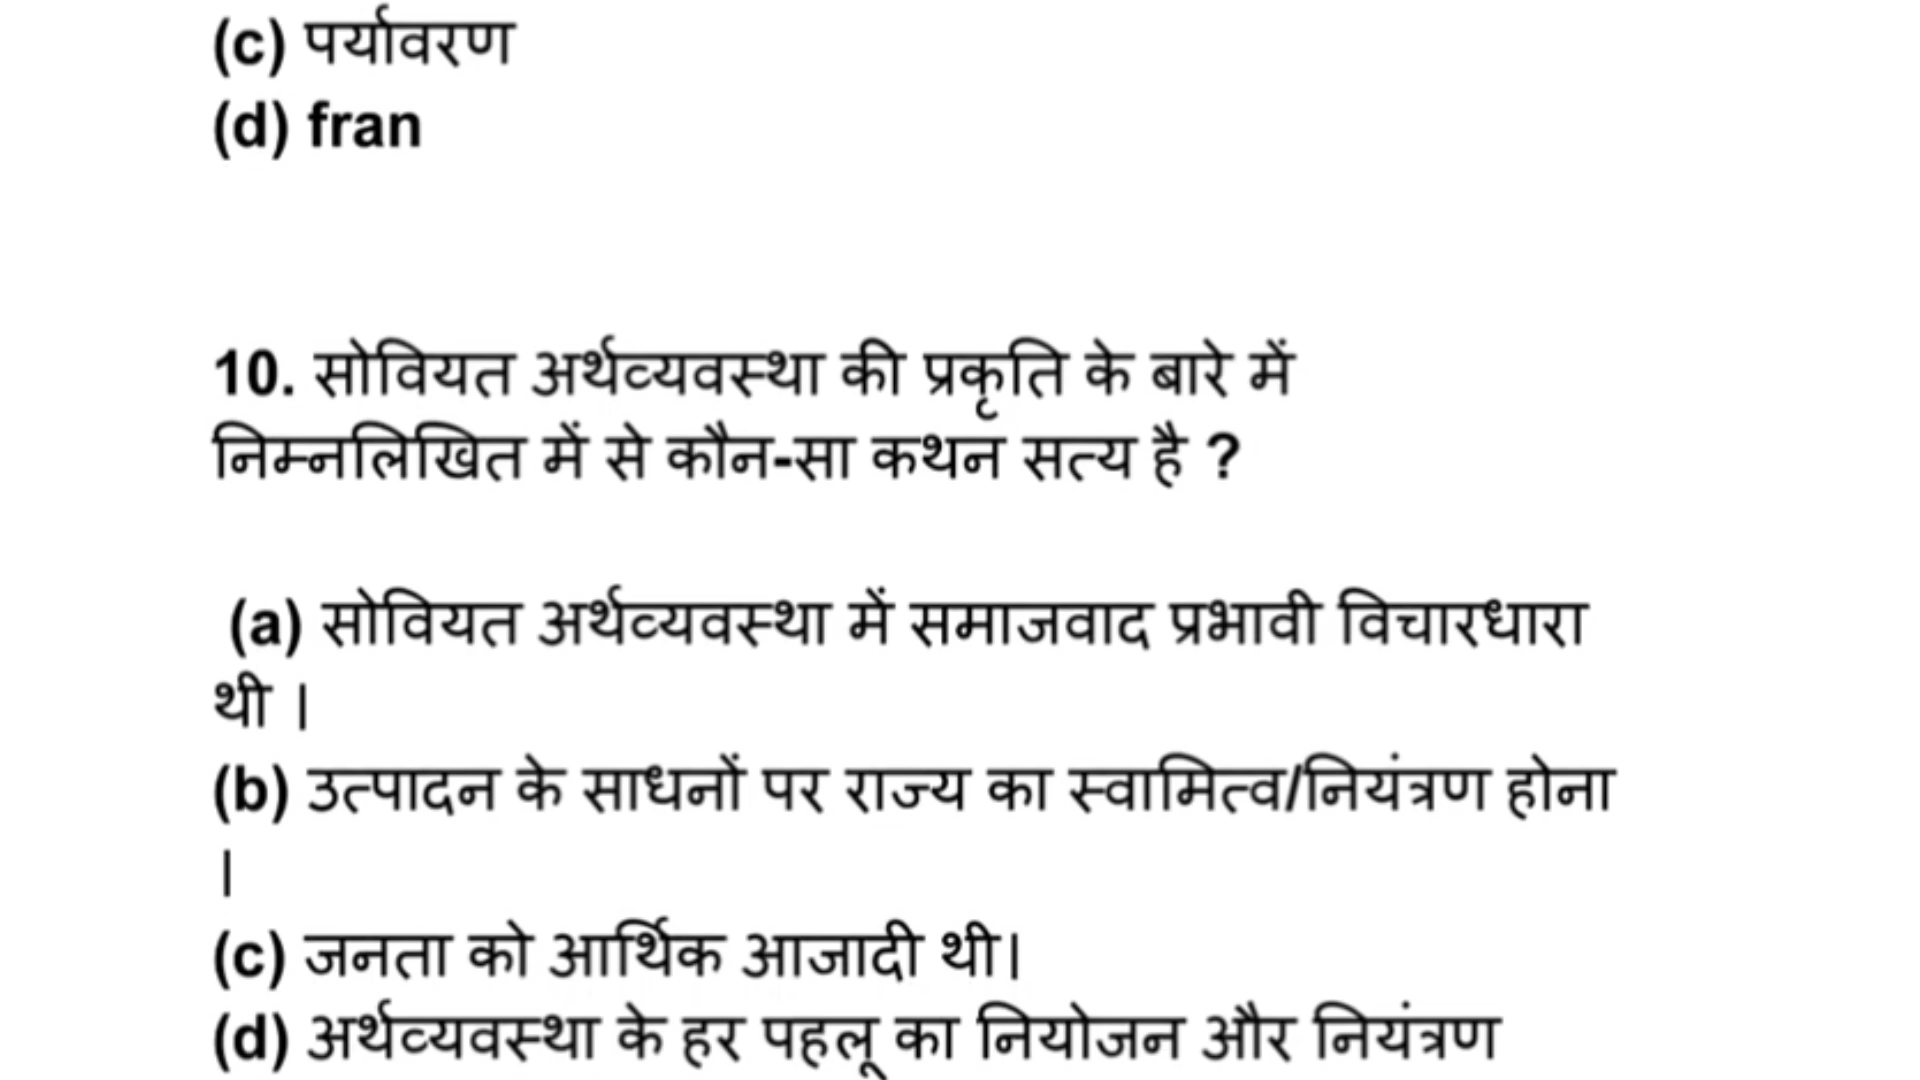 (c) पर्यावरण
(d) fran
10. सोवियत अर्थव्यवस्था की प्रकृति के बारे में
निम्नलिखित में से कौन-सा कथन सत्य है ?
(a) सोवियत अर्थव्यवस्था में समाजवाद प्रभावी विचारधारा
थी |
(b) उत्पादन के साधनों पर राज्य का स्वामित्व/नियंत्रण होना
|
(c) जनता को आर्थिक आजादी थी|
(d) अर्थव्यवस्था के हर पहलू का नियोजन और नियंत्रण